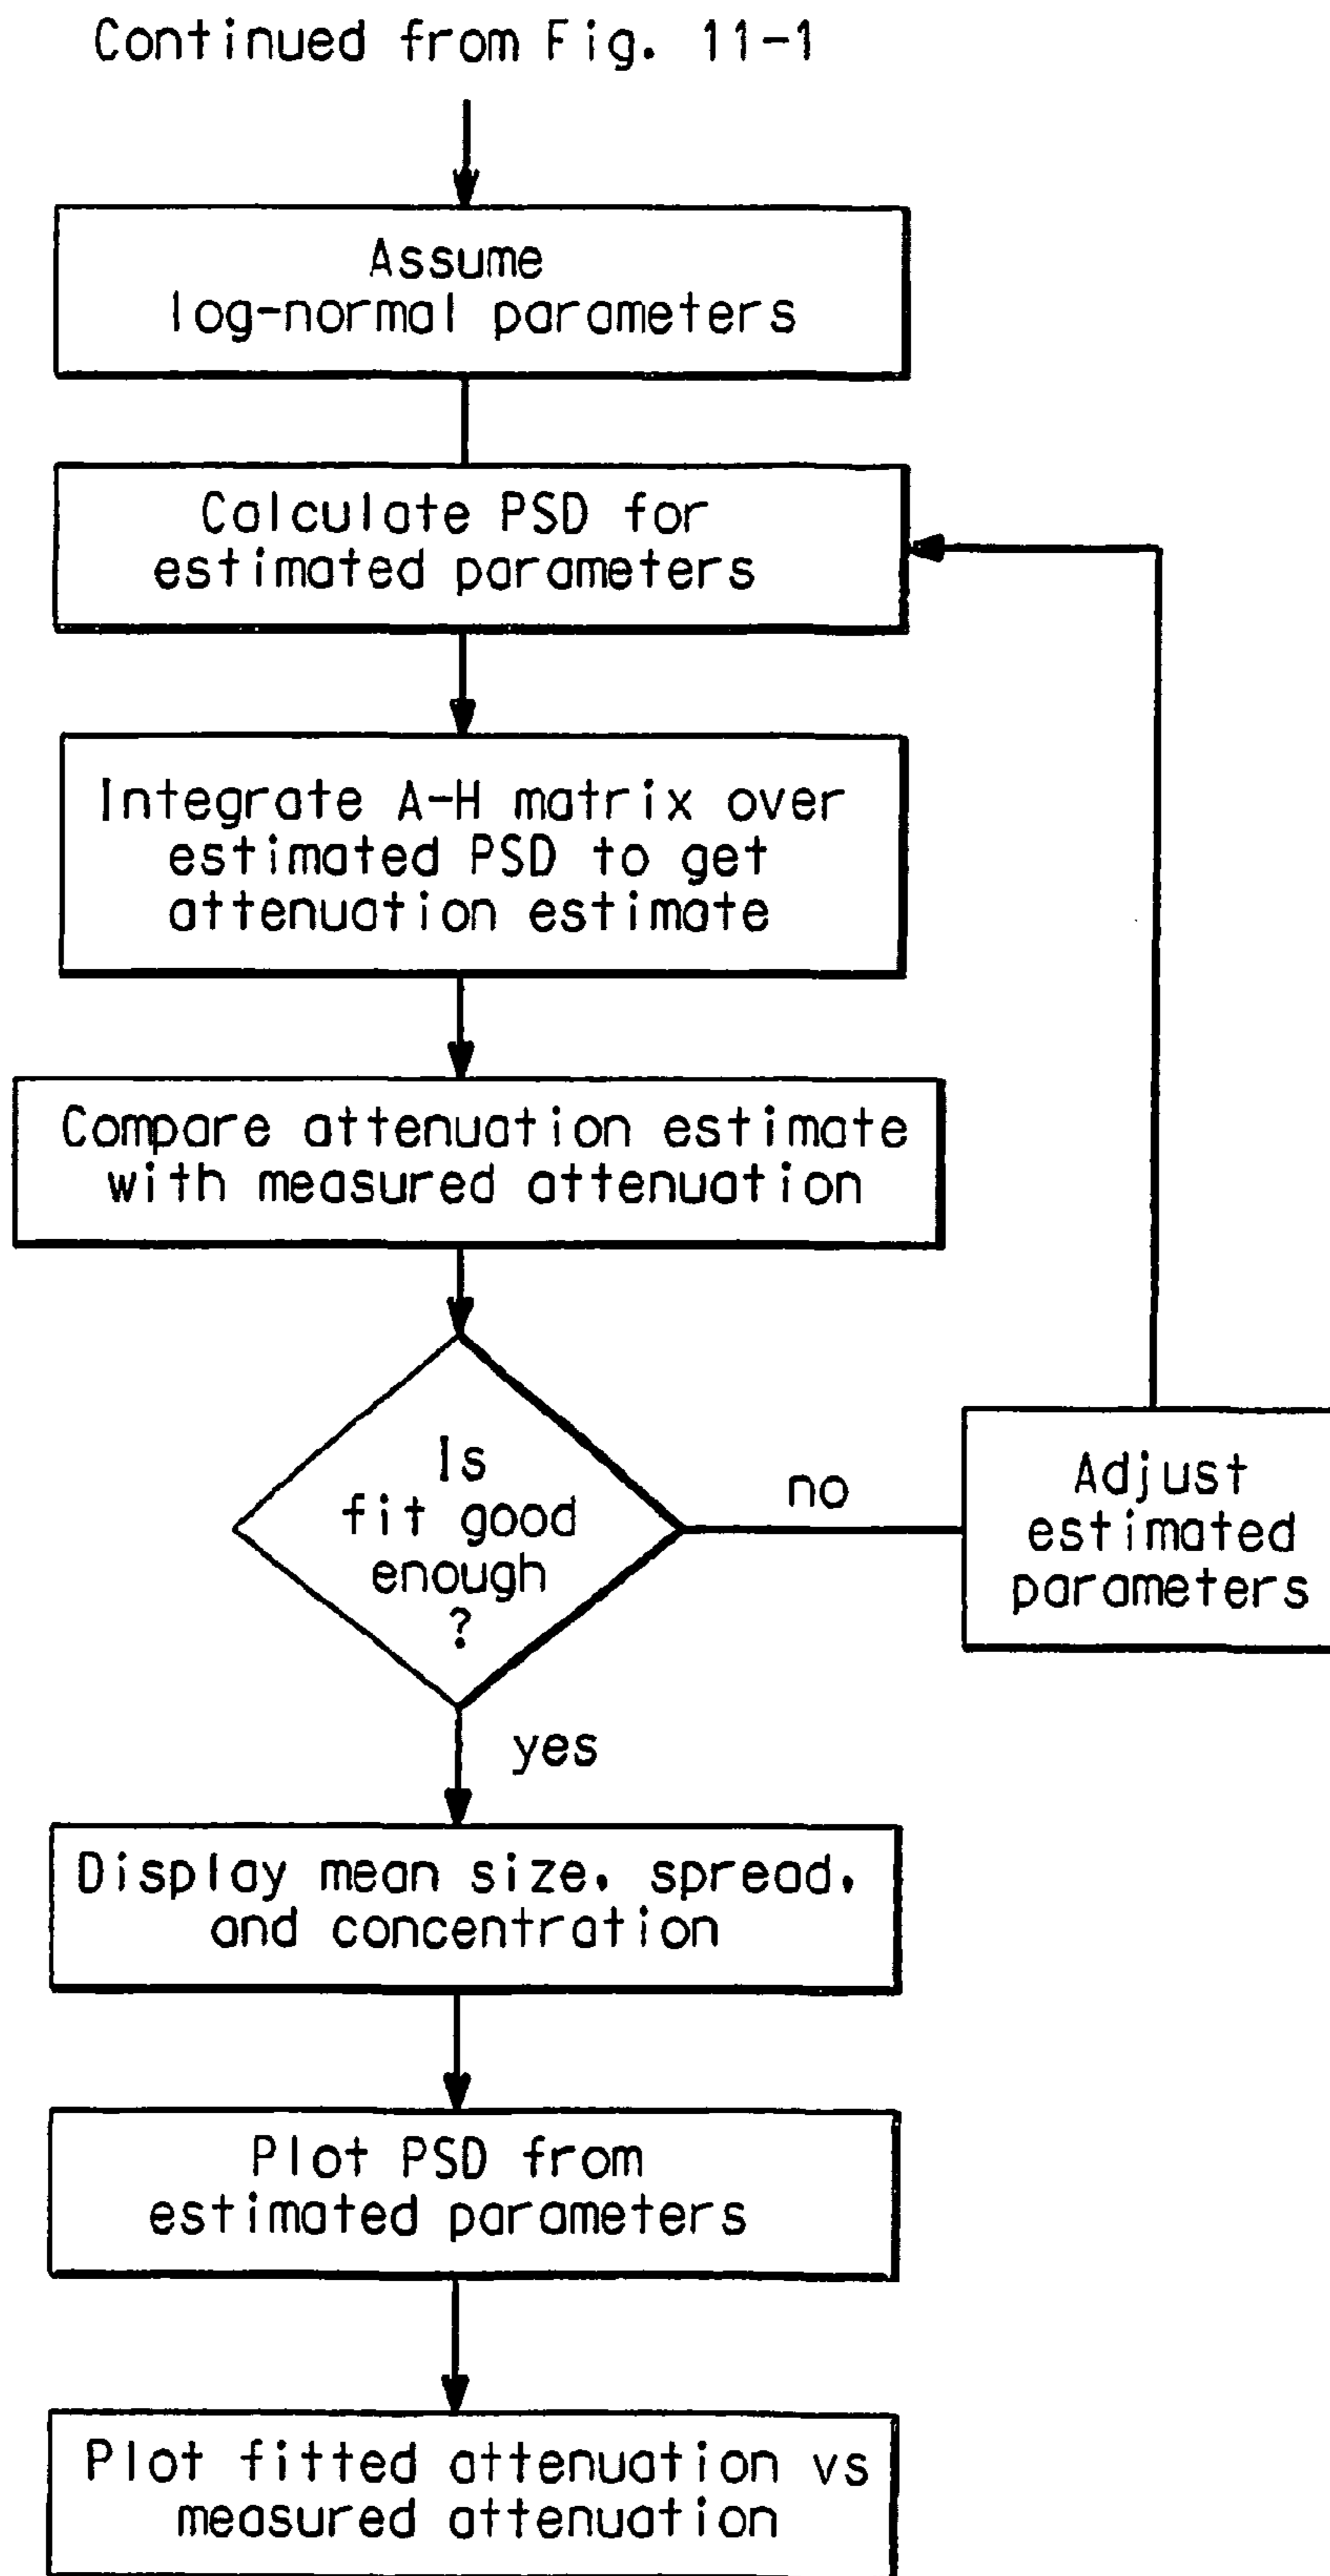 Continued from Fig. 11-1
Assume
log-normal parameters
Calculate PSD for
estimated parameters
Integrate A-H matrix over
estimated PSD to get
attenuation estimate
Compare attenuation estimate
with measured attenuation
Is
fit good
enough
?
no
Adjust
estimated
parameters
yes
Display mean size, spread,
and concentration
Plot PSD from
estimated parameters
Plot fitted attenuation vs
measured attenuation